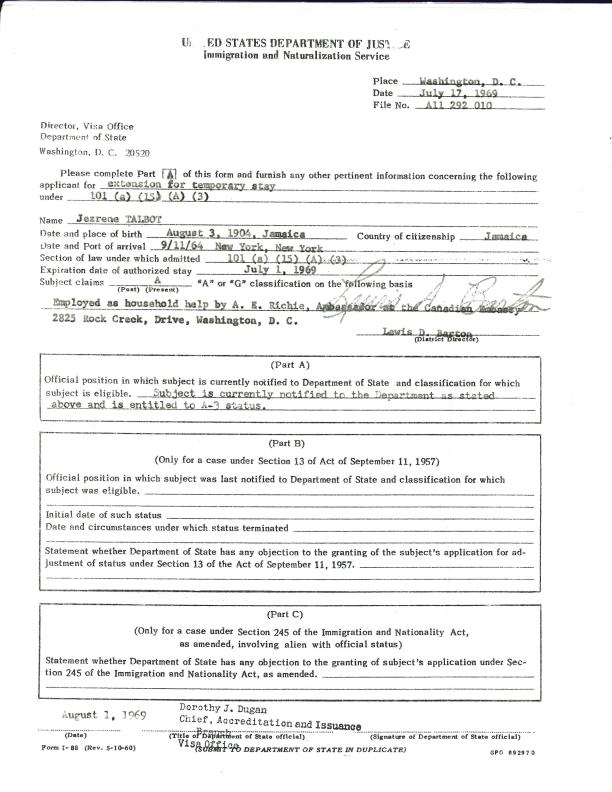 U ED STATES DEPARTMENT OF JUS E
Immigration and Naturalization Service
Place Washington, D. C.
Date July 17, 1969
File No. A11 292 010
Director, Visa Office
Department of State
Washington, D. C. 20520
Please complete Part A of this form and furnish any other pertinent information concerning the following
applicant for extension for temporary stay
under 101 (a) (15) (A) (3)
Name Jezrene TALBOT
Date and place of birth August 3, 1904, Jamaica Country of citizenship Jamaica
Date and Port of arrival 9/11/64 New York, New York
Section of law under which admitted 101 (a) (15) (A) (3)
Expiration date of authorized stay July 1, 1969
Subject claims A "A" or "G" classification on the following basis
(Past) (Present)
Employed as household help by A. E. Richie, Ambassador at the Canadian Embassy
2825 Rock Creek, Drive, Washington, D. C.
Lewis D. Barton
(District Director)
(Part A)
Official position in which subject is currently notified to Department of State and classification for which
subject is eligible. Subject is currently notified to the Department as stated
above and is entitled to A-3 status.
(Part B)
(Only for a case under Section 13 of Act of September 11, 1957)
Official position in which subject was last notified to Department of State and classification for which
subject was eligible.
Initial date of such status
Date and circumstances under which status terminated
Statement whether Department of State has any objection to the granting of the subject's application for ad-
justment of status under Section 13 of the Act of September 11, 1957.
(Part C)
(Only for a case under Section 245 of the Immigration and Nationality Act,
as amended, involving alien with official status)
Statement whether Department of State has any objection to the granting of subject's application under Sec-
tion 245 of the Immigration and Nationality Act, as amended.
August 1, 1969
Dorothy J. Dugan
Chief, Accreditation and Issuance
Branch
(Date) (Title of Department of State official) (Signature of Department of State official)
Visa Office
Form I-88 (Rev. 5-10-60) (SUBMIT TO DEPARTMENT OF STATE IN DUPLICATE) GPO 892970